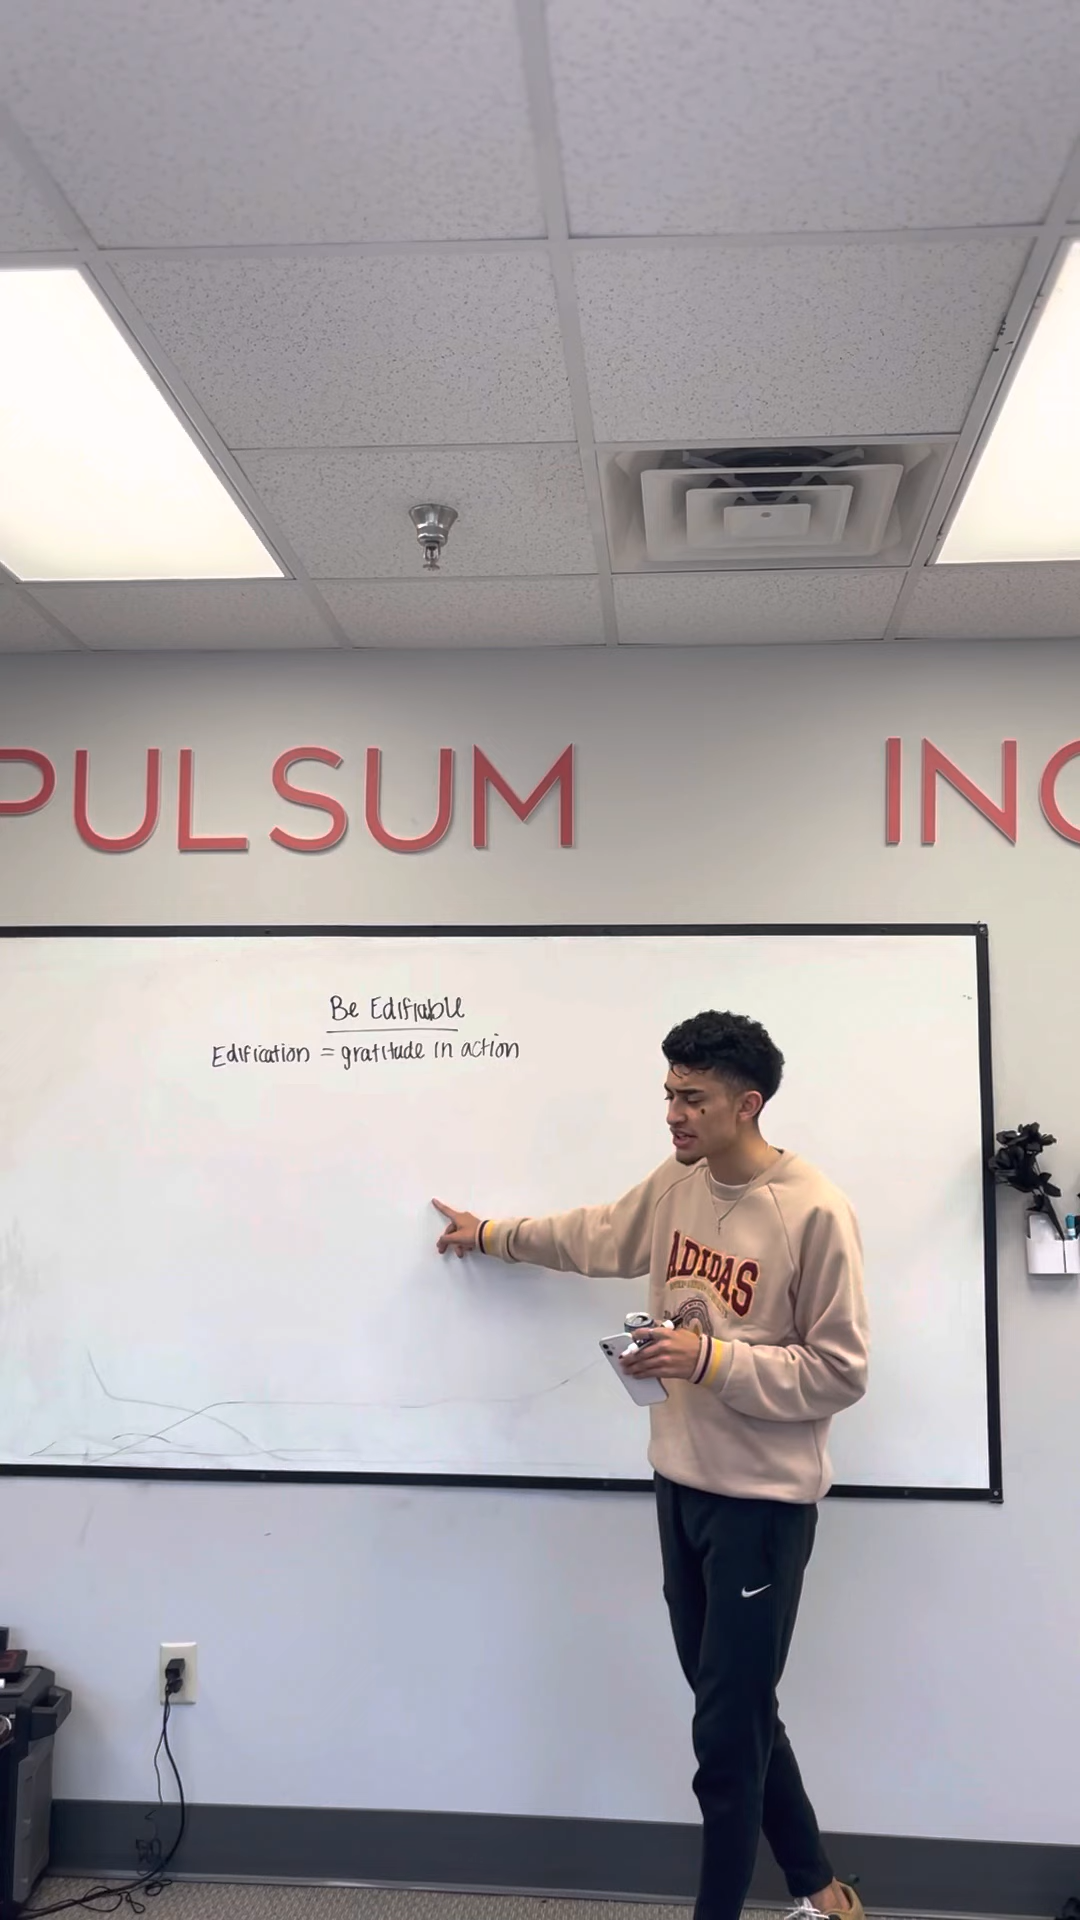 PULSUM INC
Be Edifiable
Edification = gratitude in action
ADIDAS